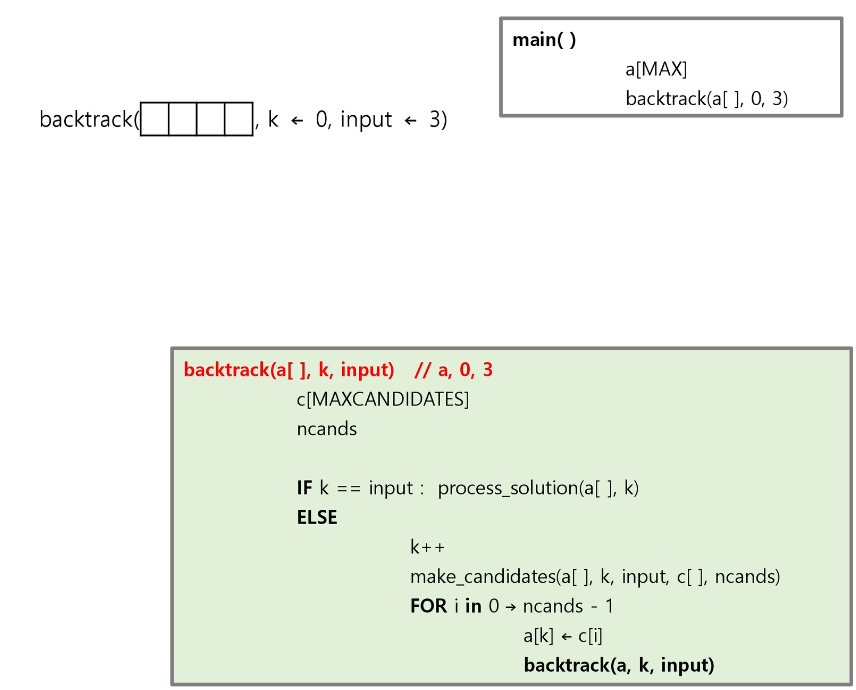 main( )
a[MAX]
backtrack(a[ ], 0, 3)
backtrack( , k ← 0, input ← 3)
backtrack(a[ ], k, input) // a, 0, 3
c[MAXCANDIDATES]
ncands
IF k == input : process_solution(a[ ], k)
ELSE
k++
make_candidates(a[ ], k, input, c[ ], ncands)
FOR i in 0 → ncands - 1
a[k] ← c[i]
backtrack(a, k, input)